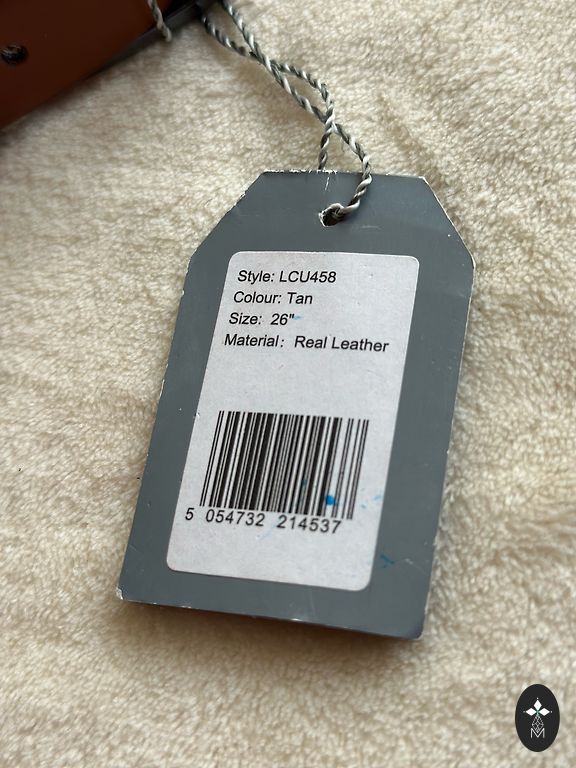 Style: LCU458
Colour: Tan
Size: 26"
Material: Real Leather
5 054732 214537
M